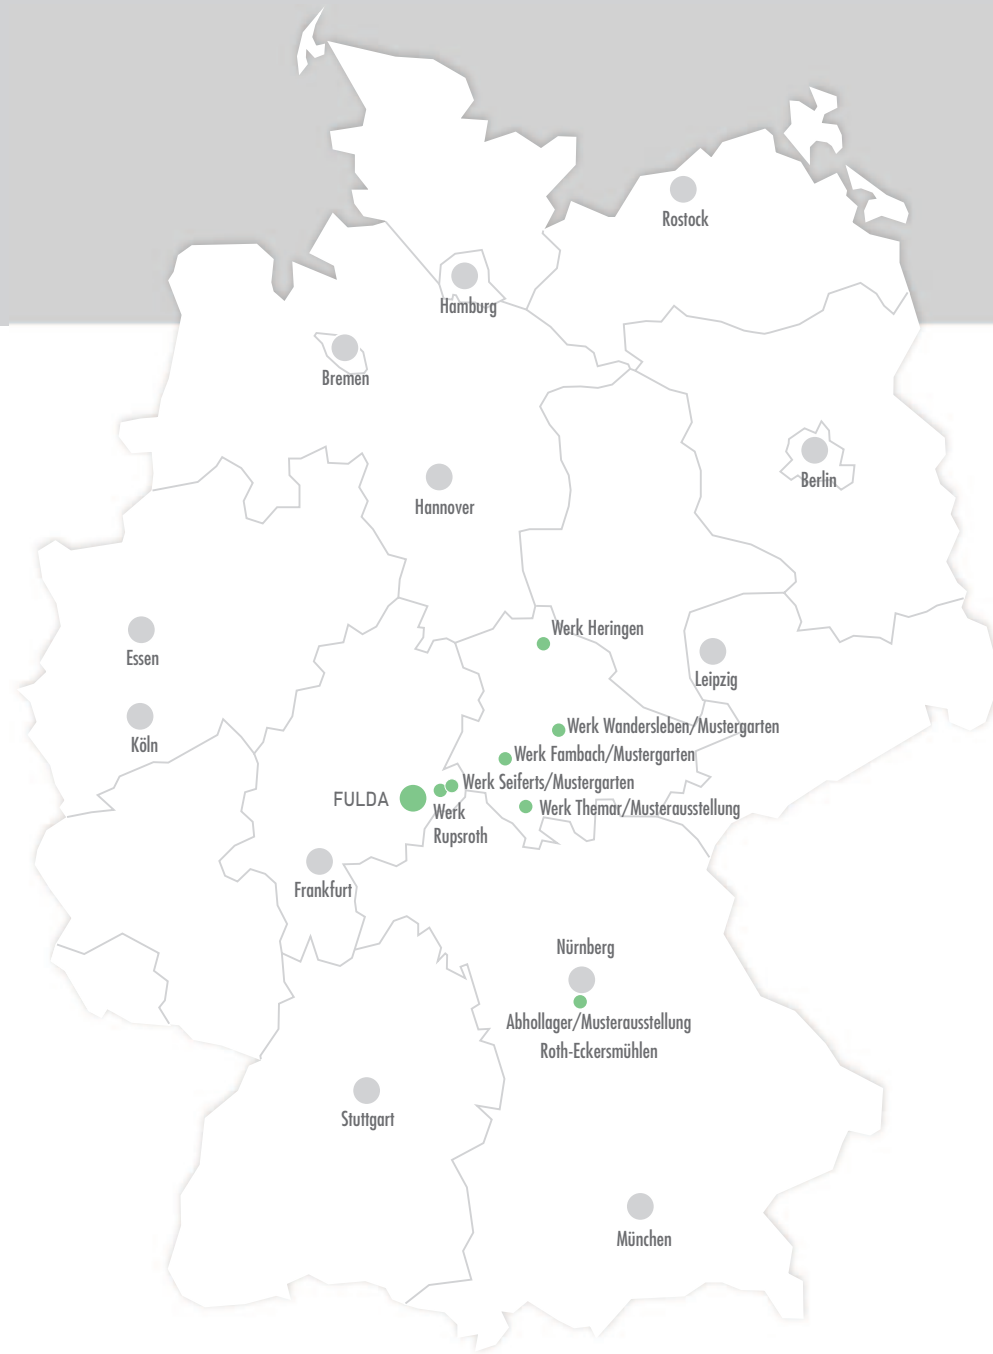 Rostock
Hamburg
Bremen
Berlin
Hannover
Werk Heringen
Essen
Leipzig
Köln
Werk Wandersleben/Mustergarten
Werk Fambach/Mustergarten
Werk Seiferts/Mustergarten
FULDA
Werk Themar/Musterausstellung
Werk
Rupsroth
Frankfurt
Nürnberg
Abhollager/Musterausstellung
Roth-Eckersmühlen
Stuttgart
München